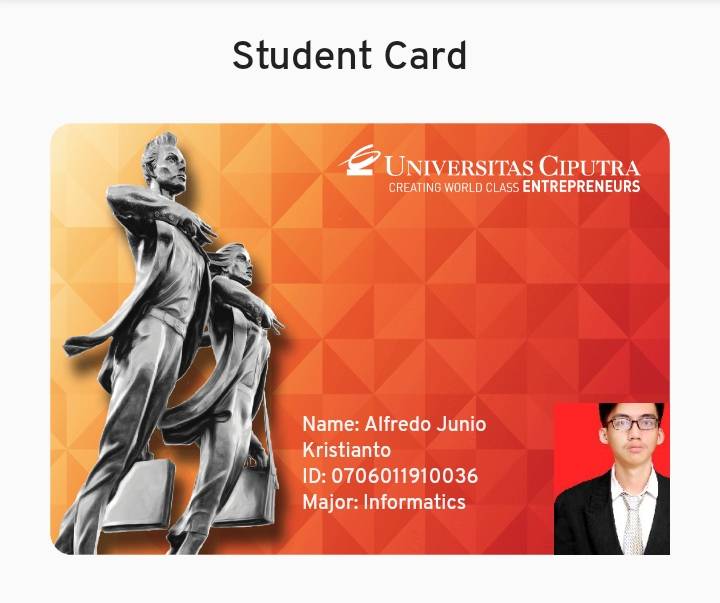 Student Card
UNIVERSITAS CIPUTRA
CREATING WORLD CLASS ENTREPRENEURS
Name: Alfredo Junio
Kristianto
ID: 0706011910036
Major: Informatics